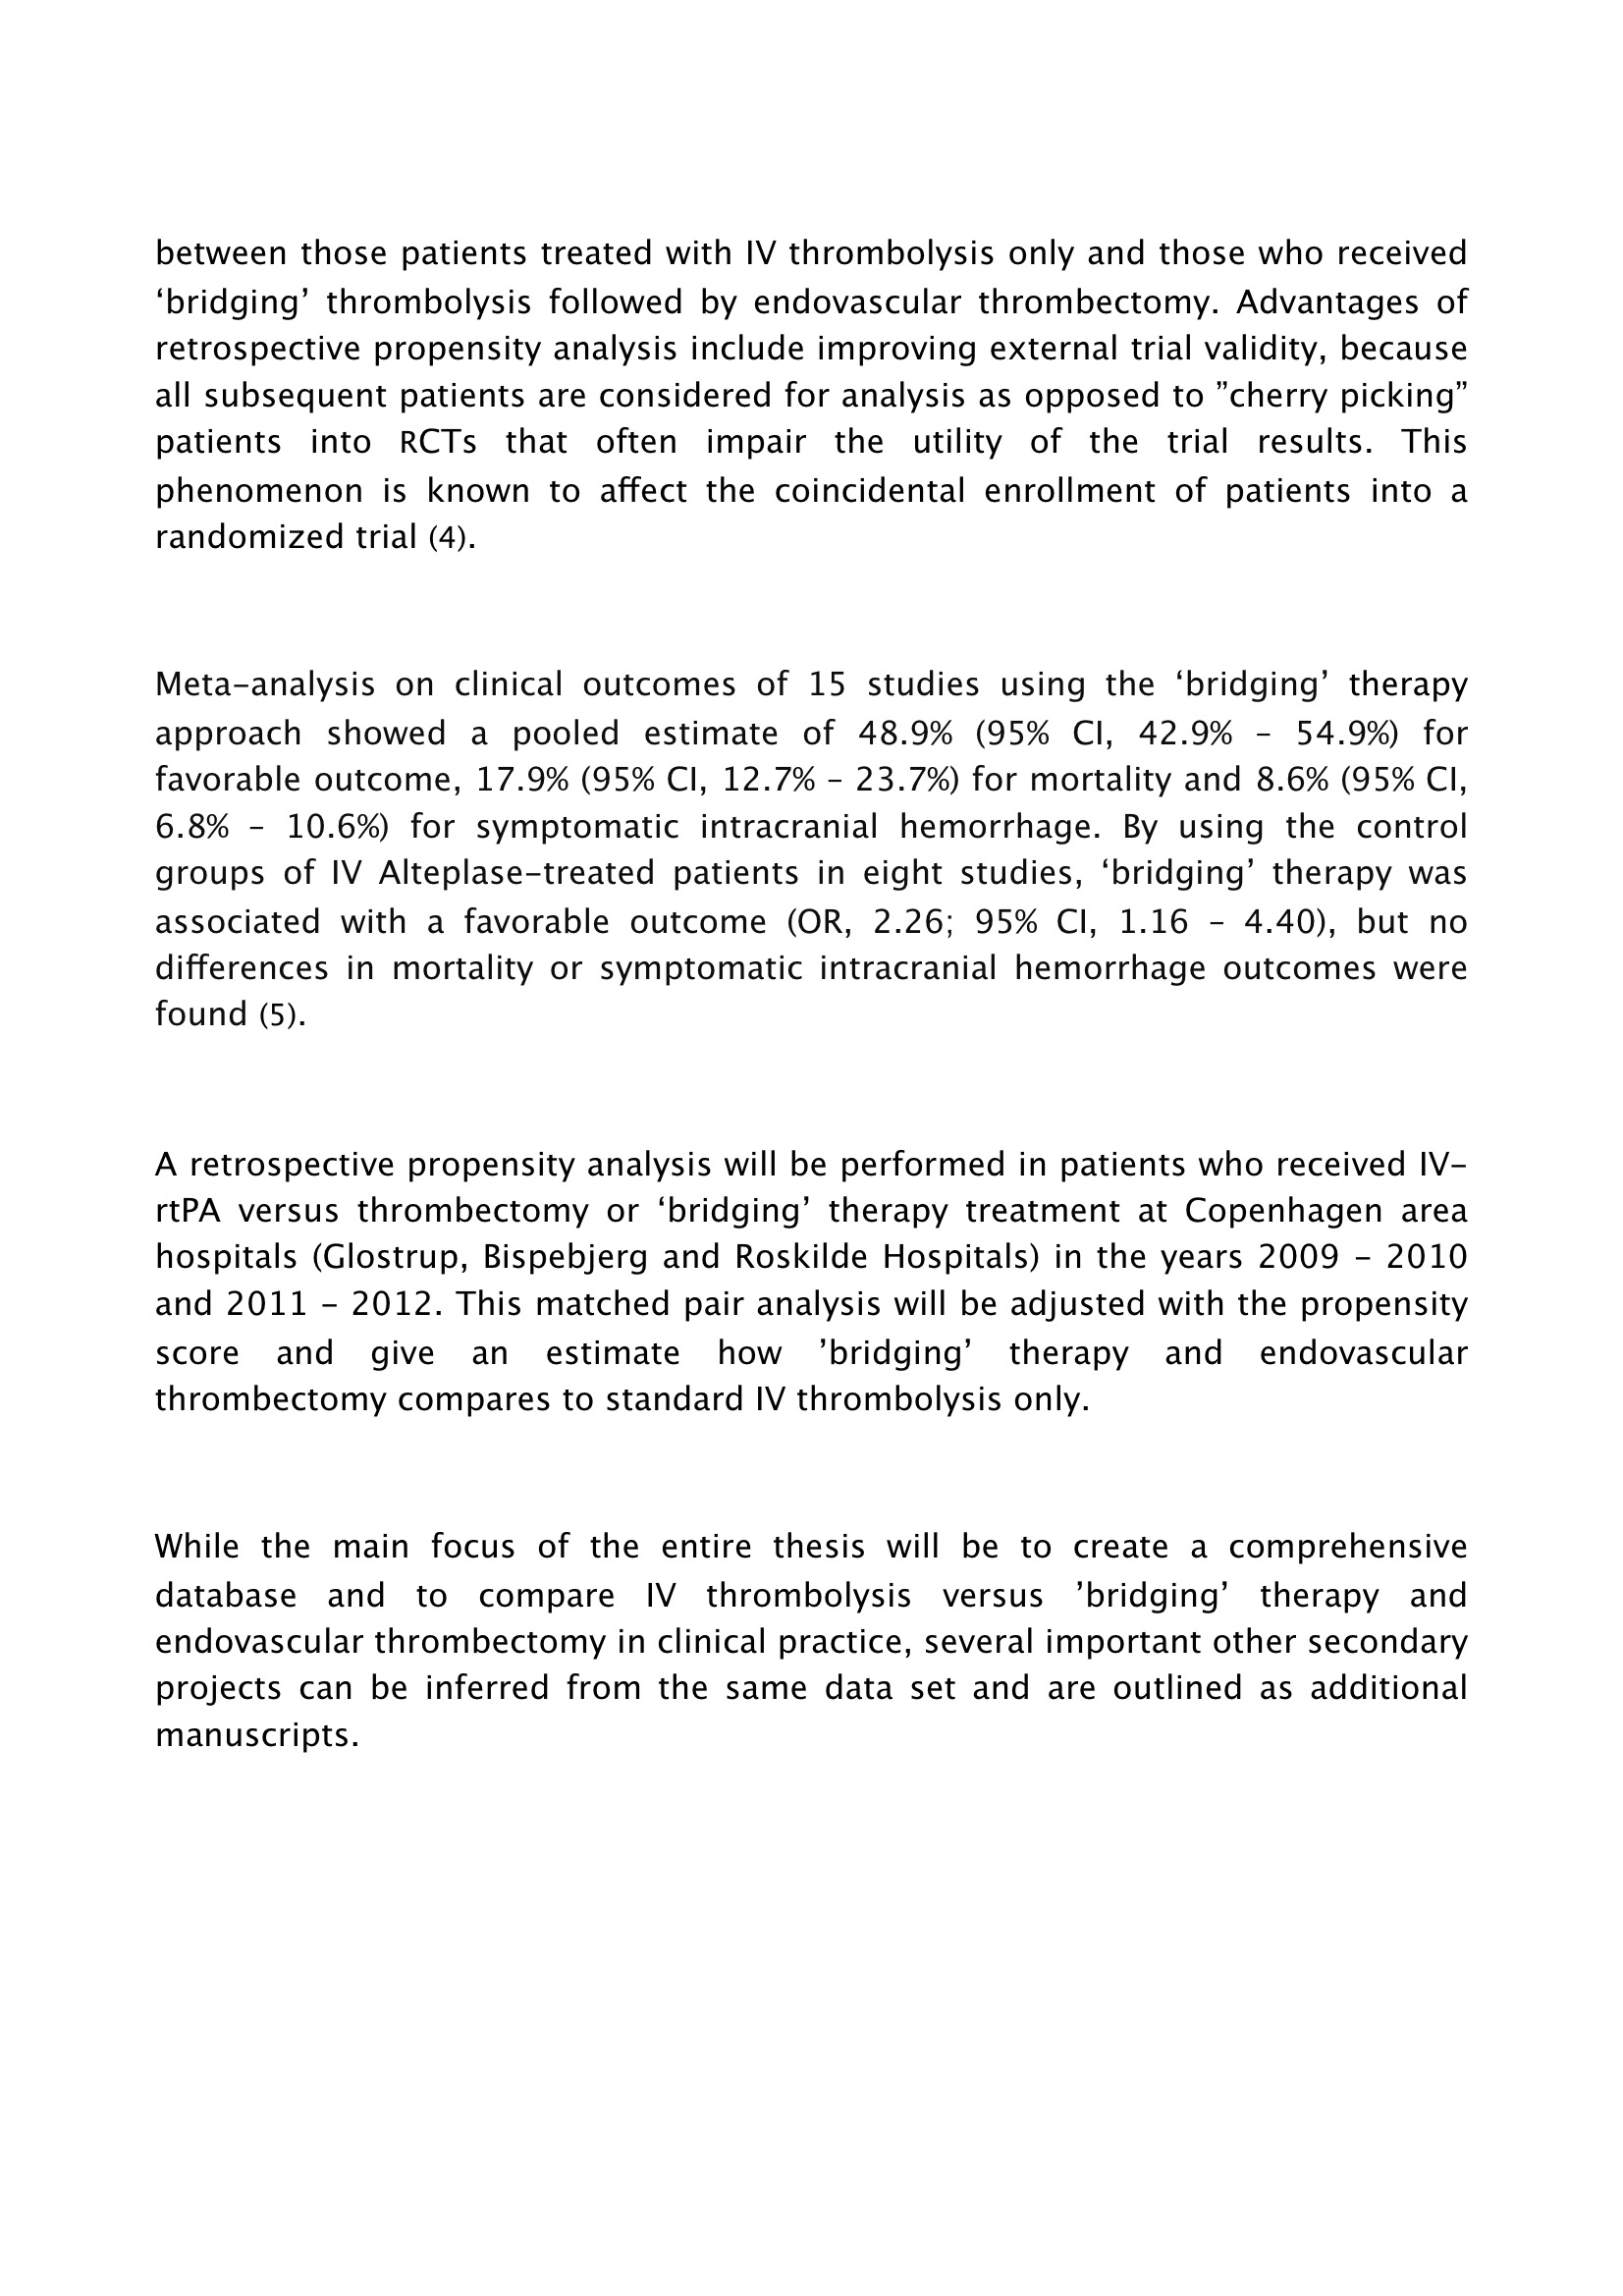 between those patients treated with IV thrombolysis only and those who received
‘bridging’ thrombolysis followed by endovascular thrombectomy. Advantages of
retrospective propensity analysis include improving external trial validity, because
all subsequent patients are considered for analysis as opposed to ”cherry picking”
patients into RCTs that often impair the utility of the trial results. This
phenomenon is known to affect the coincidental enrollment of patients into a
randomized trial (4).
Meta-analysis on clinical outcomes of 15 studies using the ‘bridging’ therapy
approach showed a pooled estimate of 48.9% (95% CI, 42.9% – 54.9%) for
favorable outcome, 17.9% (95% CI, 12.7% – 23.7%) for mortality and 8.6% (95% CI,
6.8% – 10.6%) for symptomatic intracranial hemorrhage. By using the control
groups of IV Alteplase-treated patients in eight studies, ‘bridging’ therapy was
associated with a favorable outcome (OR, 2.26; 95% CI, 1.16 – 4.40), but no
differences in mortality or symptomatic intracranial hemorrhage outcomes were
found (5).
A retrospective propensity analysis will be performed in patients who received IV-
rtPA versus thrombectomy or ‘bridging’ therapy treatment at Copenhagen area
hospitals (Glostrup, Bispebjerg and Roskilde Hospitals) in the years 2009 – 2010
and 2011 – 2012. This matched pair analysis will be adjusted with the propensity
score and give an estimate how ’bridging’ therapy and endovascular
thrombectomy compares to standard IV thrombolysis only.
While the main focus of the entire thesis will be to create a comprehensive
database and to compare IV thrombolysis versus ’bridging’ therapy and
endovascular thrombectomy in clinical practice, several important other secondary
projects can be inferred from the same data set and are outlined as additional
manuscripts.